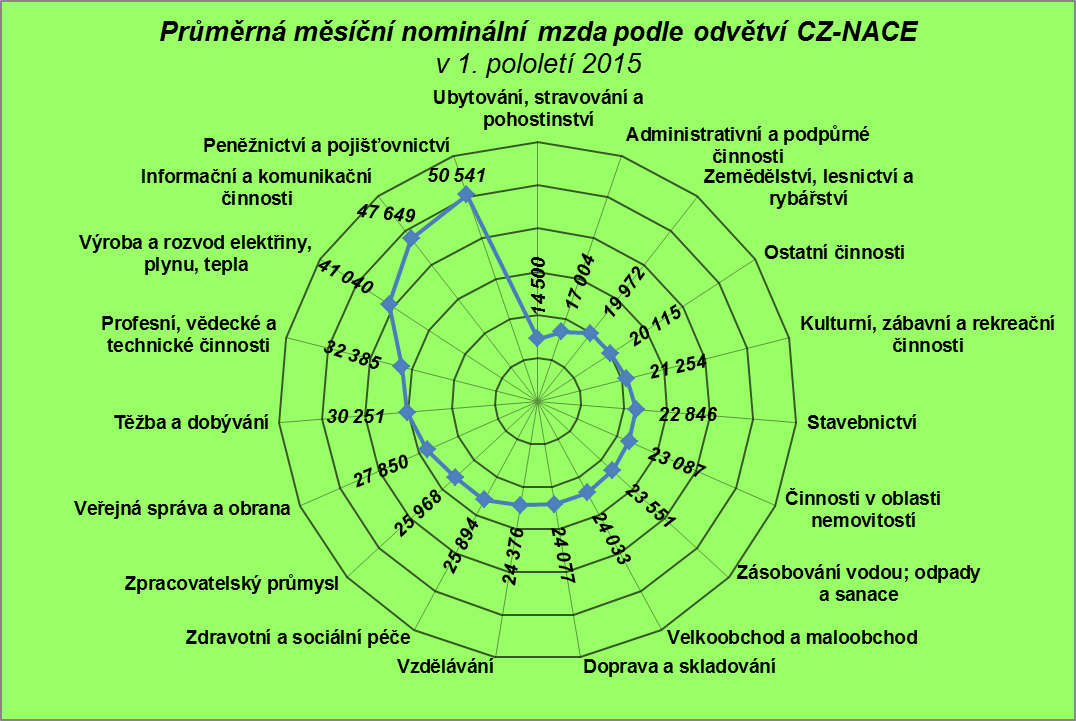 Průměrná měsíční nominální mzda podle odvětví CZ-NACE
v 1. pololetí 2015
Ubytování, stravování a
pohostinství
Administrativní a podpůrné
činnosti
Zemědělství, lesnictví a
rybářství
Ostatní činnosti
Kulturní, zábavní a rekreační
činnosti
Stavebnictví
Činnosti v oblasti
nemovitostí
Zásobování vodou; odpady
a sanace
Velkoobchod a maloobchod
Doprava a skladování
Vzdělávání
Zdravotní a sociální péče
Zpracovatelský průmysl
Veřejná správa a obrana
Těžba a dobývání
Profesní, vědecké a
technické činnosti
Výroba a rozvod elektřiny,
plynu, tepla
Informační a komunikační
činnosti
Peněžnictví a pojišťovnictví
14 500
17 004
19 972
20 115
21 254
22 846
23 087
23 551
24 033
24 077
24 376
25 894
25 968
27 850
30 251
32 385
41 040
47 649
50 541